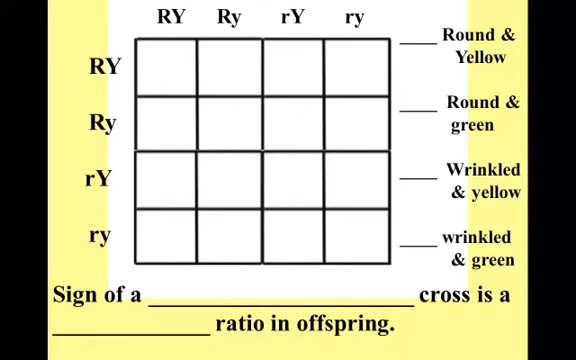 RY Ry rY ry
RY
Ry
rY
ry
____ Round &
Yellow
____ Round &
green
____ Wrinkled
& yellow
____ wrinkled
& green
Sign of a ______________________ cross is a
_____________ ratio in offspring.